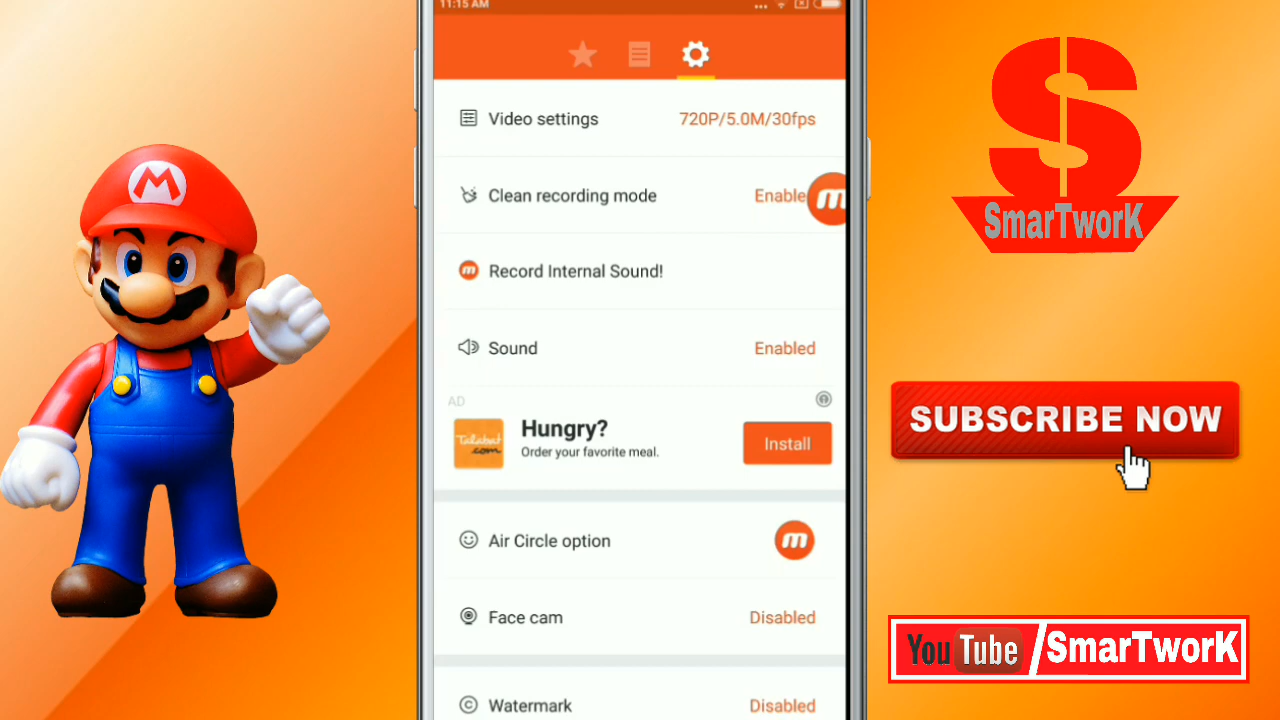 11:15 AM
Video settings 720P/5.0M/30fps
Clean recording mode Enable
m
Record Internal Sound!
Sound Enabled
AD
Talabat
.com
Hungry?
Order your favorite meal.
Install
Air Circle option
m
Face cam Disabled
Watermark Disabled
M
S
SmarTworK
SUBSCRIBE NOW
YouTube/SmarTworK